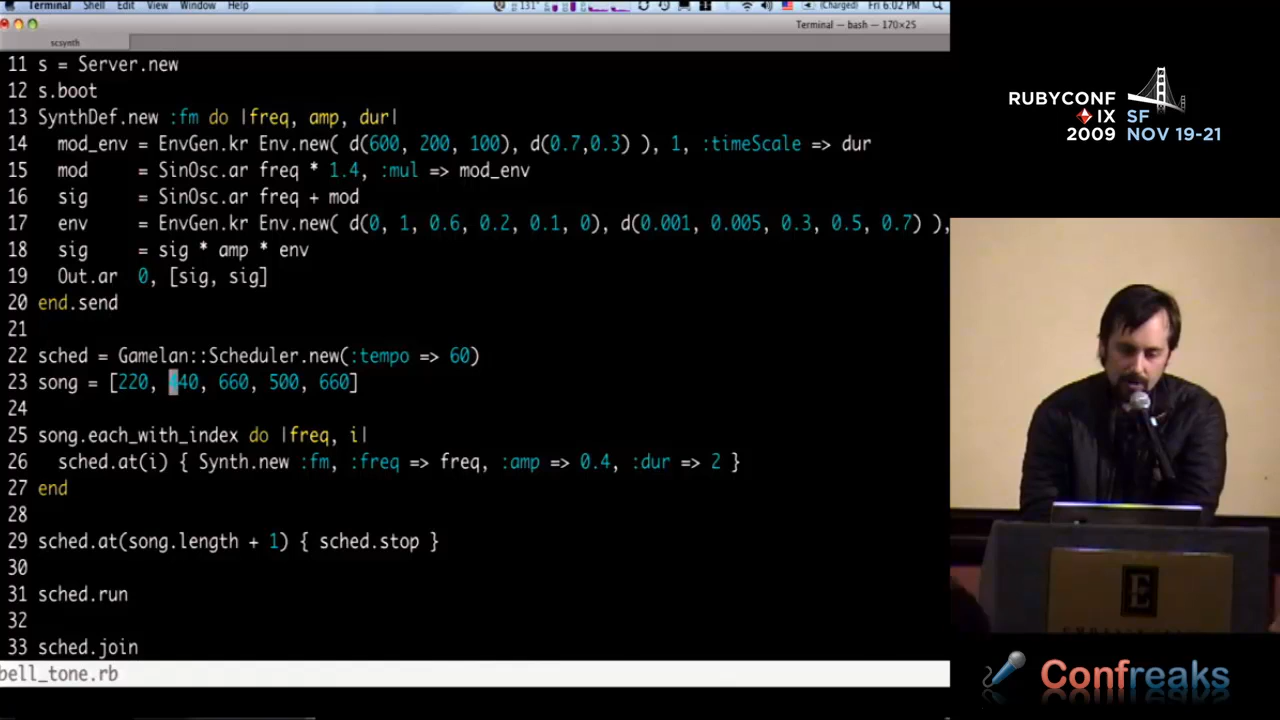 Terminal Shell Edit View Window Help
131° (Charged) Fri 6:02 PM
Terminal — bash — 170×25
scsynth
11 s = Server.new
12 s.boot
13 SynthDef.new :fm do |freq, amp, dur|
14 mod_env = EnvGen.kr Env.new( d(600, 200, 100), d(0.7,0.3) ), 1, :timeScale => dur
15 mod = SinOsc.ar freq * 1.4, :mul => mod_env
16 sig = SinOsc.ar freq + mod
17 env = EnvGen.kr Env.new( d(0, 1, 0.6, 0.2, 0.1, 0), d(0.001, 0.005, 0.3, 0.5, 0.7) ),
18 sig = sig * amp * env
19 Out.ar 0, [sig, sig]
20 end.send
21
22 sched = Gamelan::Scheduler.new(:tempo => 60)
23 song = [220, 440, 660, 500, 660]
24
25 song.each_with_index do |freq, i|
26 sched.at(i) { Synth.new :fm, :freq => freq, :amp => 0.4, :dur => 2 }
27 end
28
29 sched.at(song.length + 1) { sched.stop }
30
31 sched.run
32
33 sched.join
bell_tone.rb
RUBYCONF
IX SF
2009 NOV 19-21
E
Confreaks